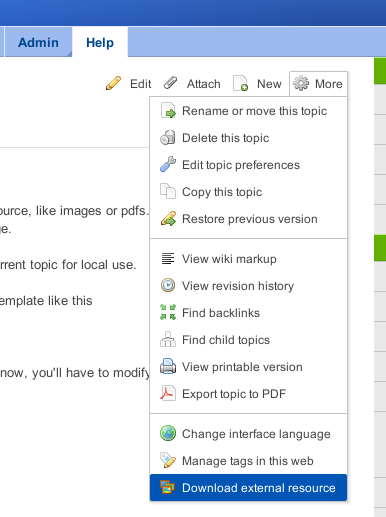 Admin Help
Edit Attach New More
Rename or move this topic
Delete this topic
Edit topic preferences
Copy this topic
ource, like images or pdfs.
Restore previous version
ge.
View wiki markup
rrent topic for local use.
View revision history
emplate like this
Find backlinks
Find child topics
View printable version
now, you'll have to modify
Export topic to PDF
Change interface language
Manage tags in this web
Download external resource